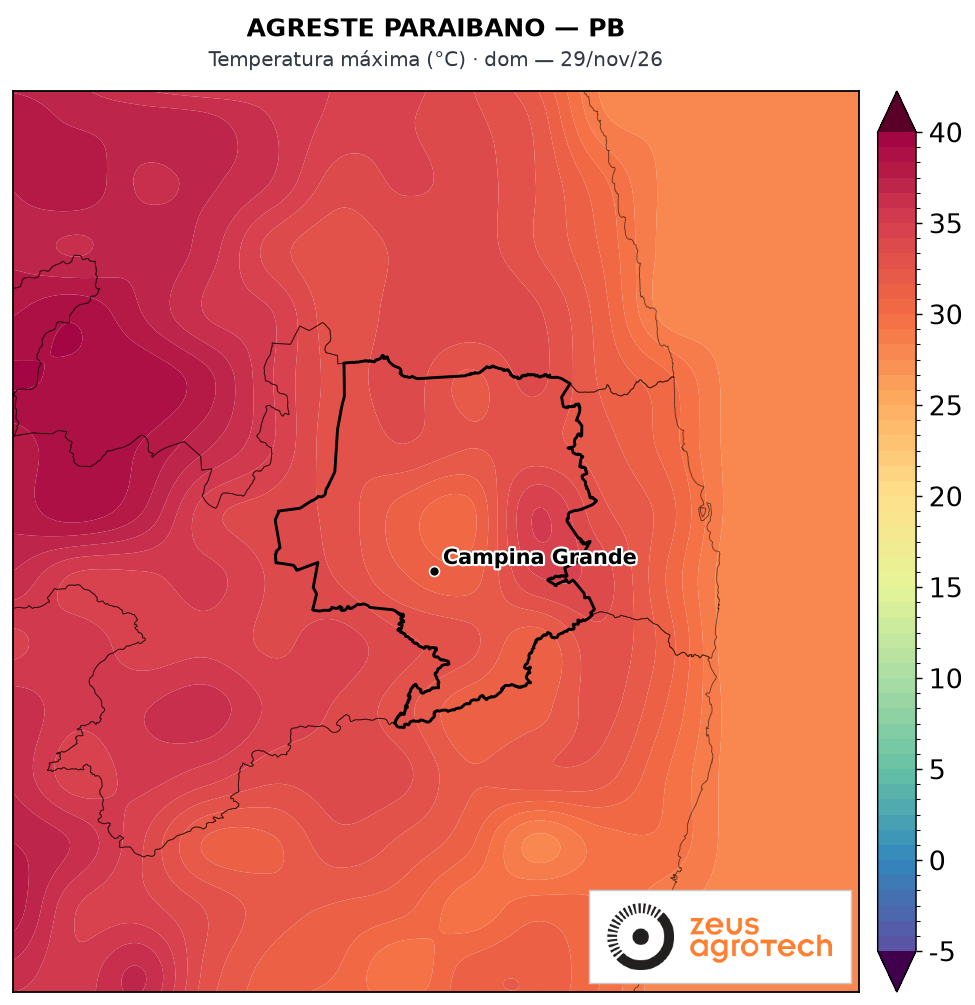 AGRESTE PARAIBANO — PB
Temperatura máxima (°C) · dom — 29/nov/26
40
35
30
25
20
15
10
5
0
-5
Campina Grande
zeus
agrotech